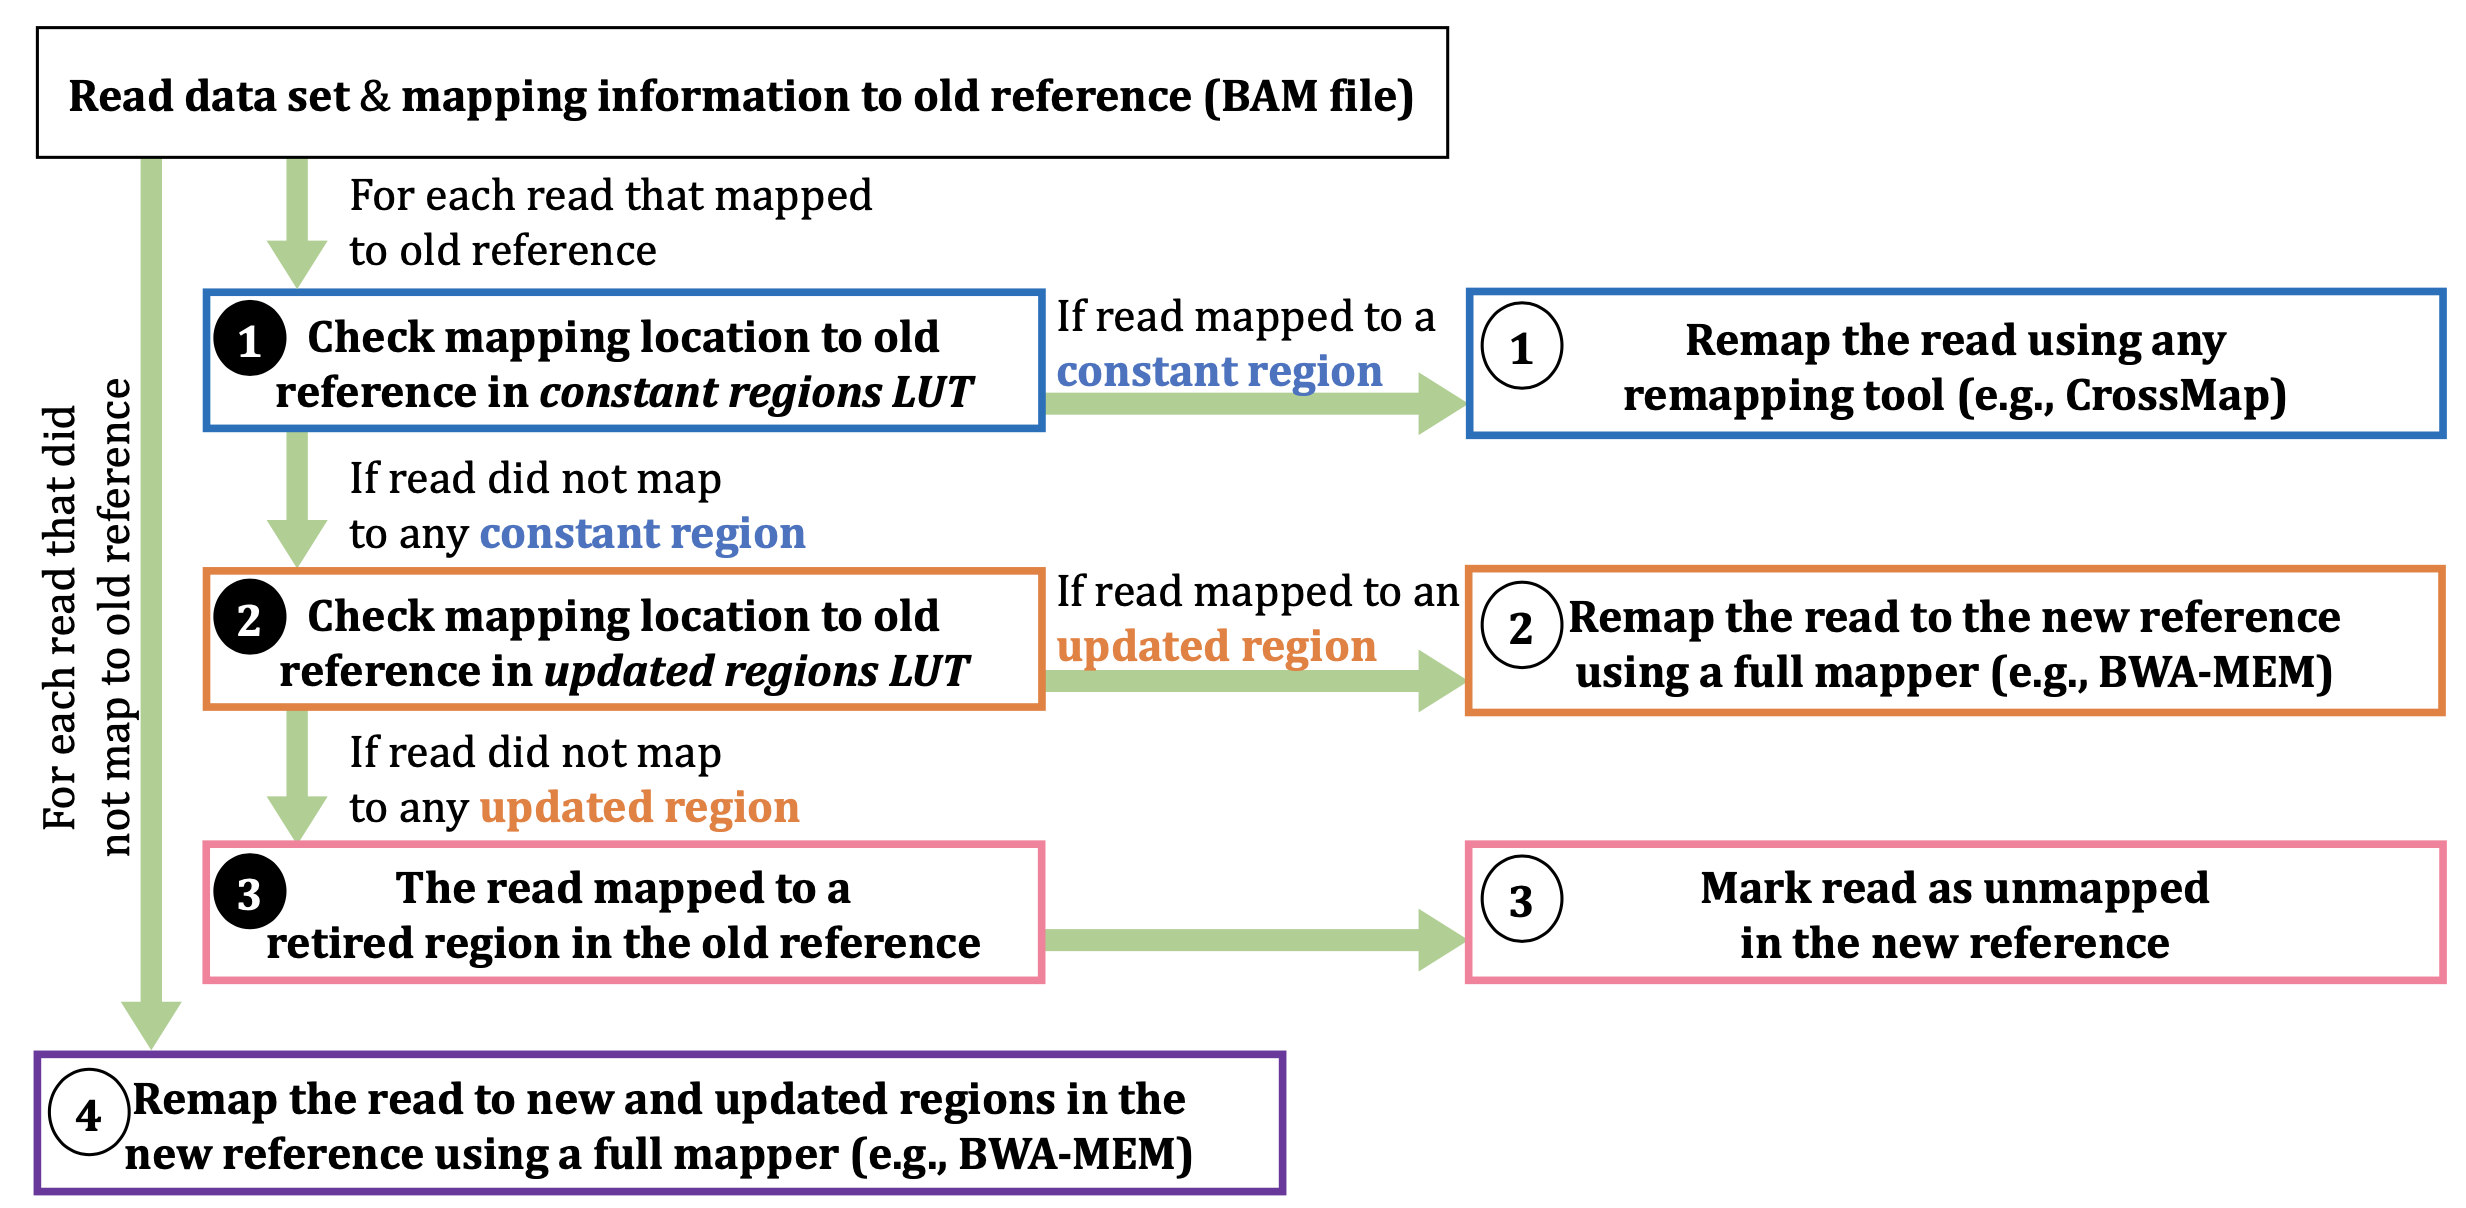 Read data set & mapping information to old reference (BAM file)
For each read that mapped
to old reference
1
Check mapping location to old
reference in constant regions LUT
If read mapped to a
constant region
1
Remap the read using any
remapping tool (e.g., CrossMap)
If read did not map
to any constant region
2
Check mapping location to old
reference in updated regions LUT
If read mapped to an
updated region
2
Remap the read to the new reference
using a full mapper (e.g., BWA-MEM)
If read did not map
to any updated region
3
The read mapped to a
retired region in the old reference
3
Mark read as unmapped
in the new reference
For each read that did
not map to old reference
4
Remap the read to new and updated regions in the
new reference using a full mapper (e.g., BWA-MEM)